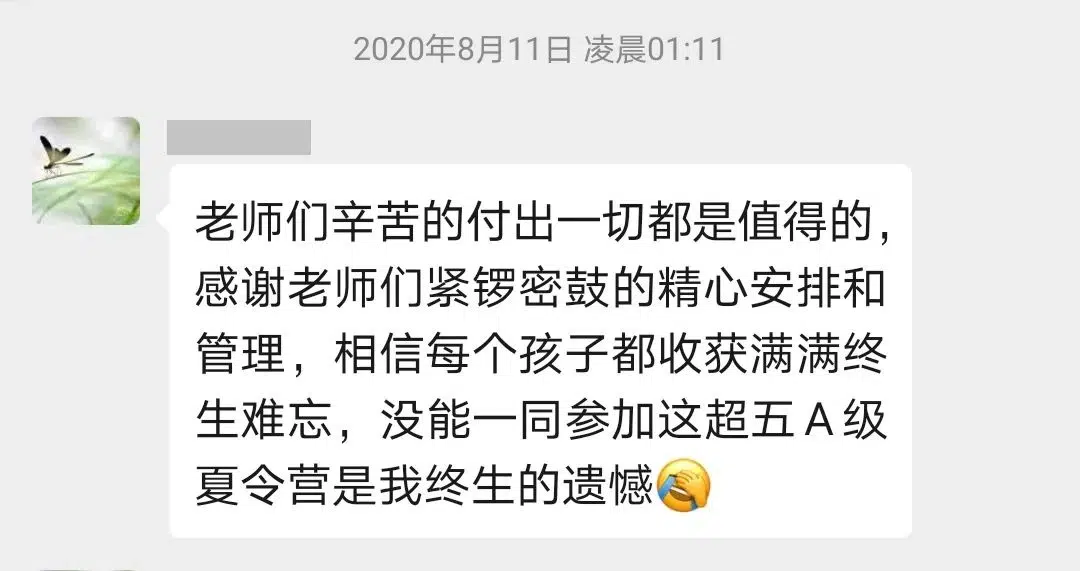 2020年8月11日 凌晨01:11
老师们辛苦的付出一切都是值得的，
感谢老师们紧锣密鼓的精心安排和
管理，相信每个孩子都收获满满终
生难忘，没能一同参加这超五A级
夏令营是我终生的遗憾🤦